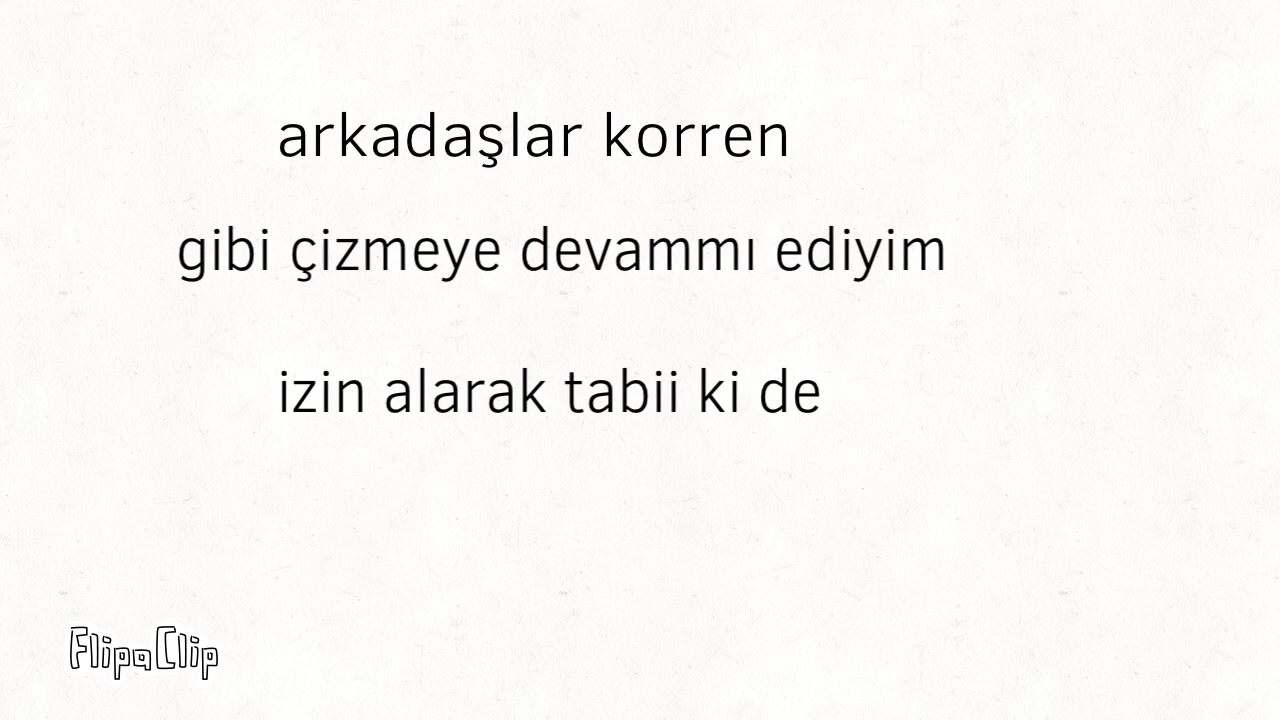 arkadaşlar korren
gibi çizmeye devammı ediyim
izin alarak tabii ki de
FlipaClip